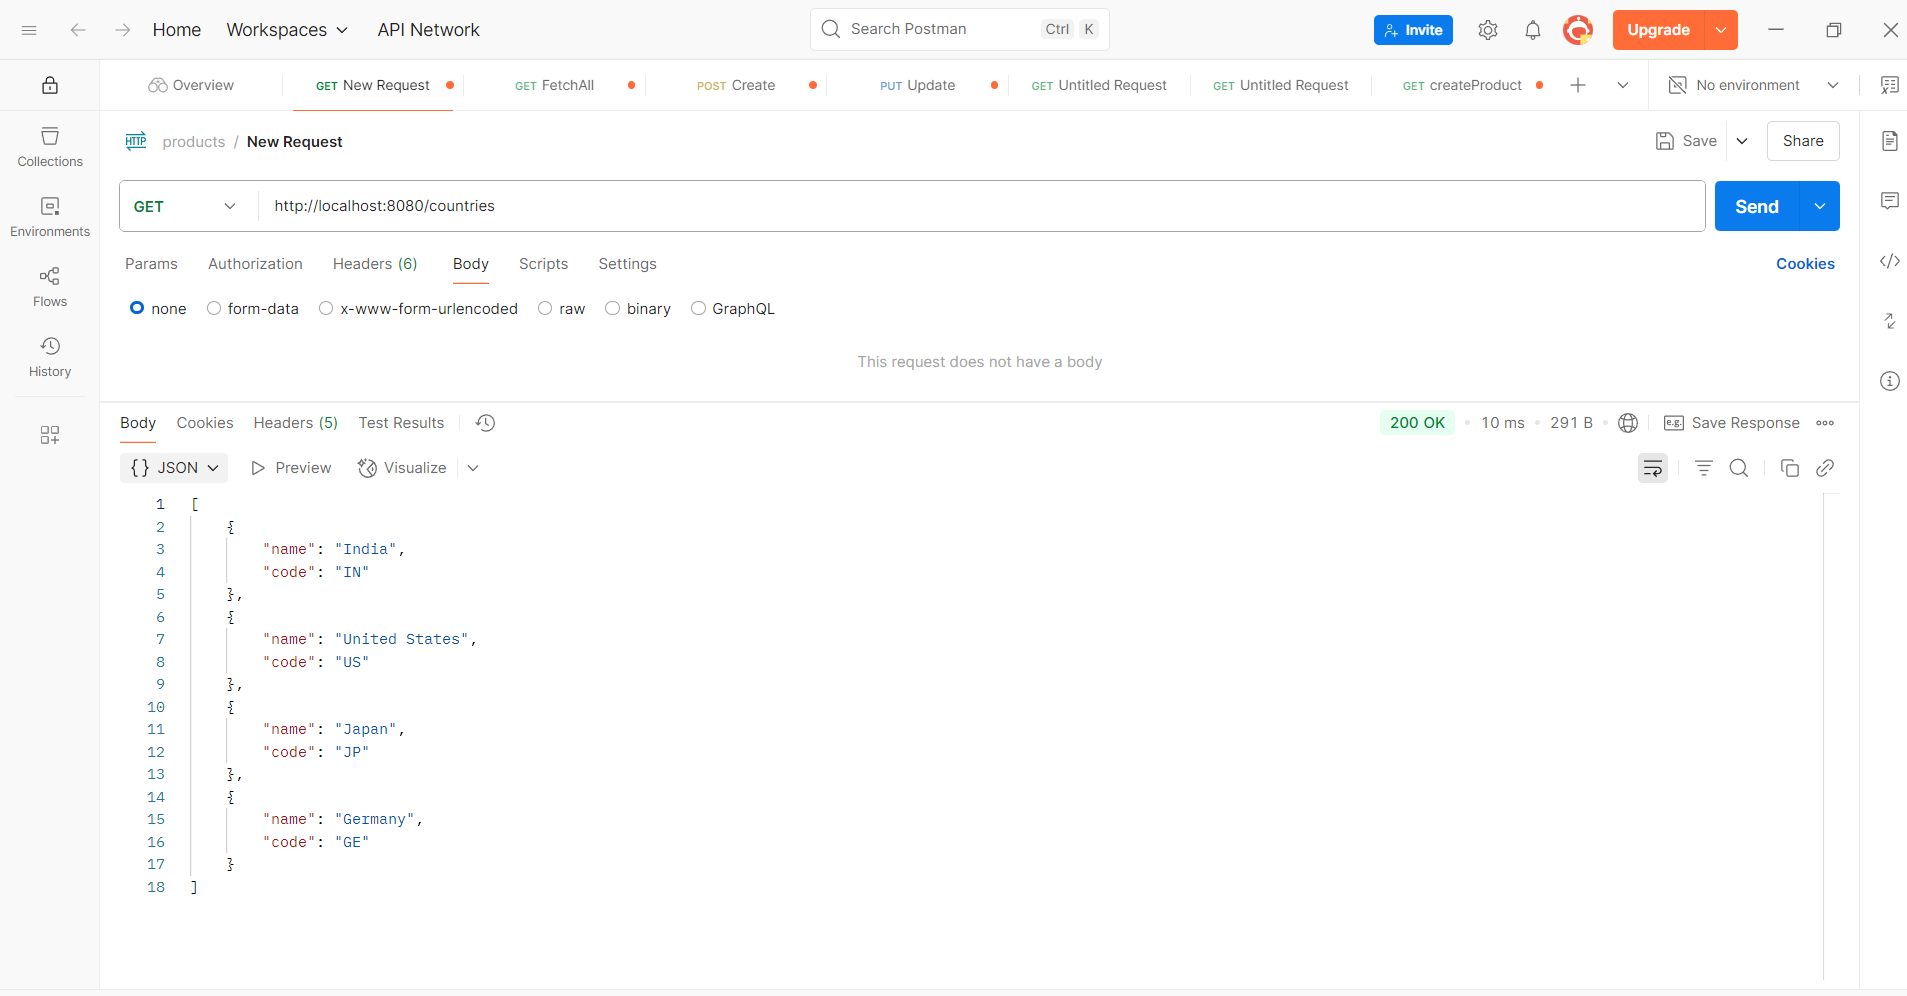 Home Workspaces API Network Search Postman Ctrl K Invite Upgrade
Overview GET New Request GET FetchAll POST Create PUT Update GET Untitled Request GET Untitled Request GET createProduct No environment
HTTP products / New Request Save Share
Collections
Environments
Flows
History
GET http://localhost:8080/countries Send
Params Authorization Headers (6) Body Scripts Settings Cookies
none form-data x-www-form-urlencoded raw binary GraphQL
This request does not have a body
Body Cookies Headers (5) Test Results 200 OK 10 ms 291 B e.g. Save Response
{} JSON Preview Visualize
1 [
2 {
3 "name": "India",
4 "code": "IN"
5 },
6 {
7 "name": "United States",
8 "code": "US"
9 },
10 {
11 "name": "Japan",
12 "code": "JP"
13 },
14 {
15 "name": "Germany",
16 "code": "GE"
17 }
18 ]